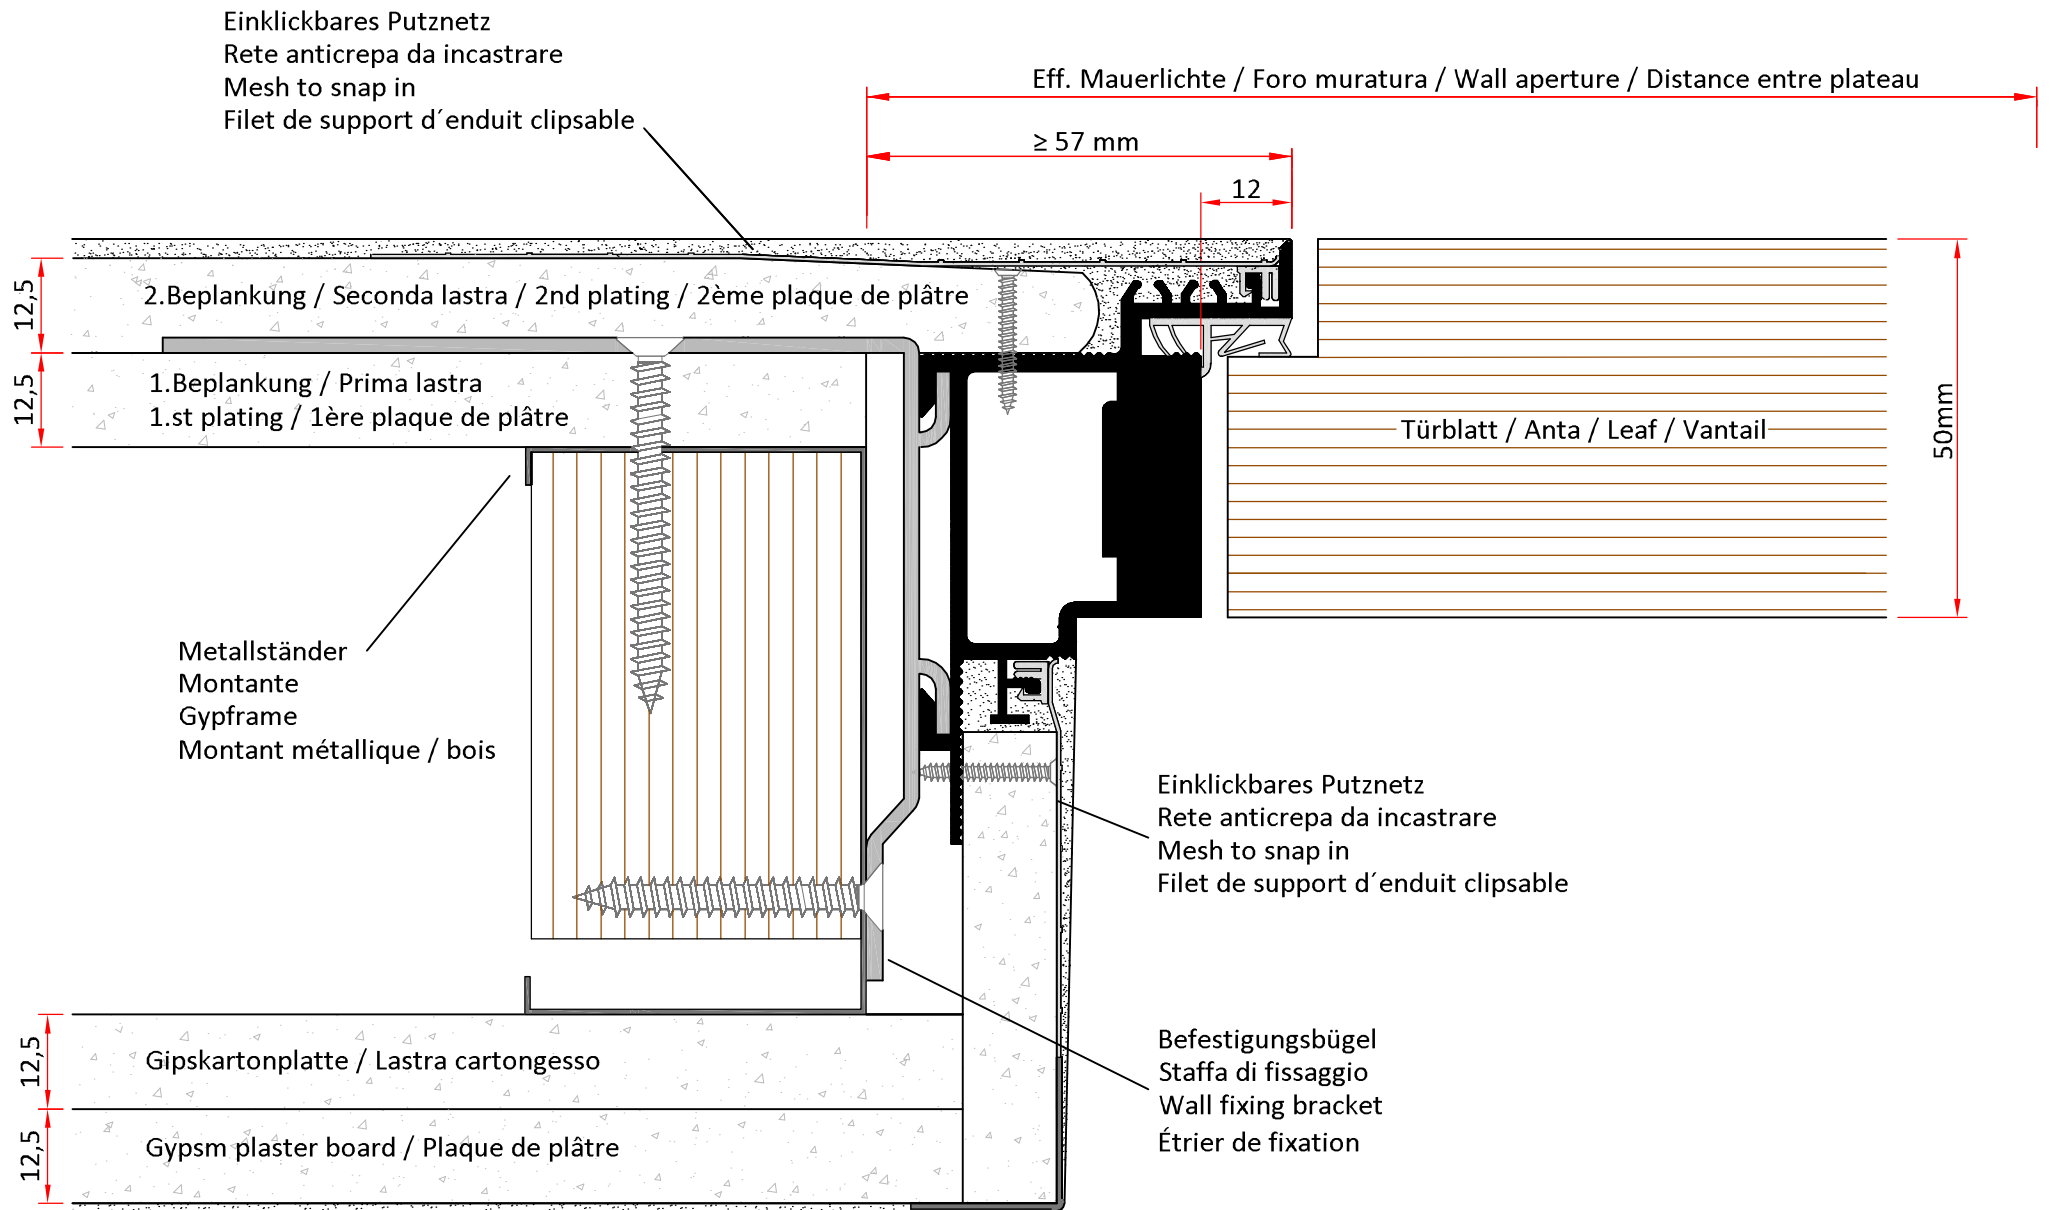 Einklickbares Putznetz
Rete anticrepa da incastrare
Mesh to snap in
Filet de support d´enduit clipsable
Eff. Mauerlichte / Foro muratura / Wall aperture / Distance entre plateau
≥ 57 mm
12
12,5
2.Beplankung / Seconda lastra / 2nd plating / 2ème plaque de plâtre
12,5
1.Beplankung / Prima lastra
1.st plating / 1ère plaque de plâtre
Türblatt / Anta / Leaf / Vantail
50mm
Metallständer
Montante
Gypframe
Montant métallique / bois
Einklickbares Putznetz
Rete anticrepa da incastrare
Mesh to snap in
Filet de support d´enduit clipsable
12,5
Gipskartonplatte / Lastra cartongesso
Befestigungsbügel
Staffa di fissaggio
Wall fixing bracket
Étrier de fixation
12,5
Gypsm plaster board / Plaque de plâtre